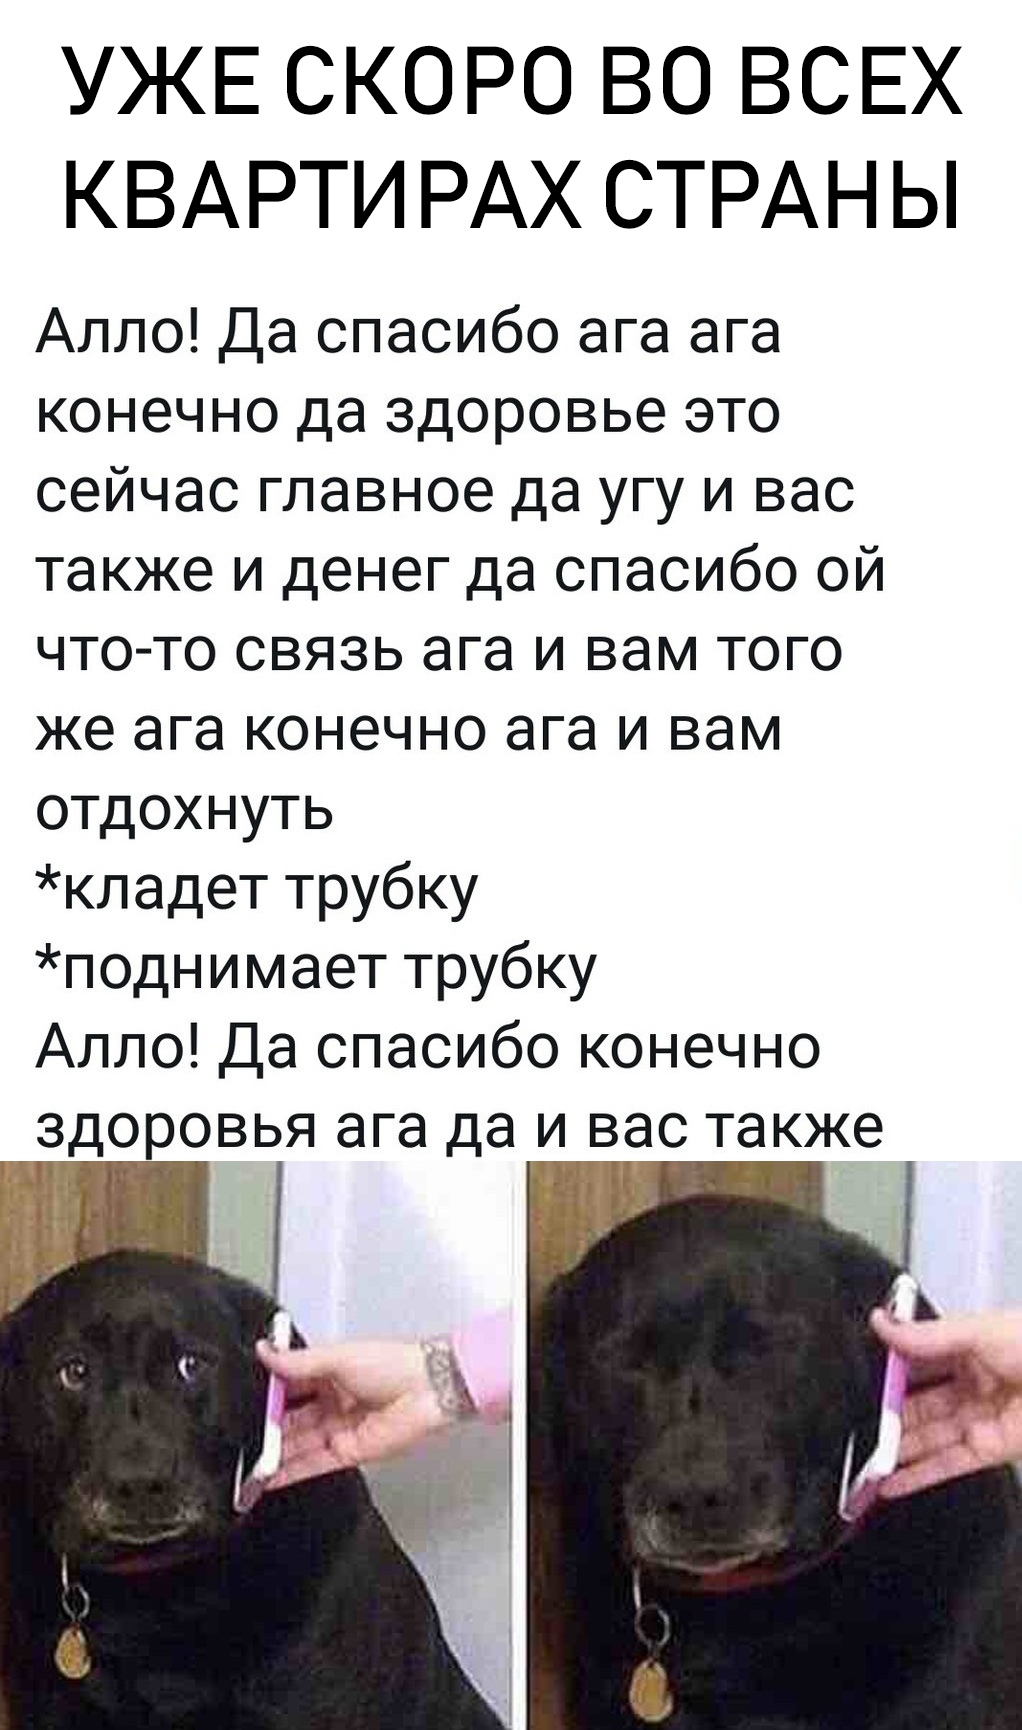 УЖЕ СКОРО ВО ВСЕХ
КВАРТИРАХ СТРАНЫ
Алло! Да спасибо ага ага
конечно да здоровье это
сейчас главное да угу и вас
также и денег да спасибо ой
что-то связь ага и вам того
же ага конечно ага и вам
отдохнуть
*кладет трубку
*поднимает трубку
Алло! Да спасибо конечно
здоровья ага да и вас также